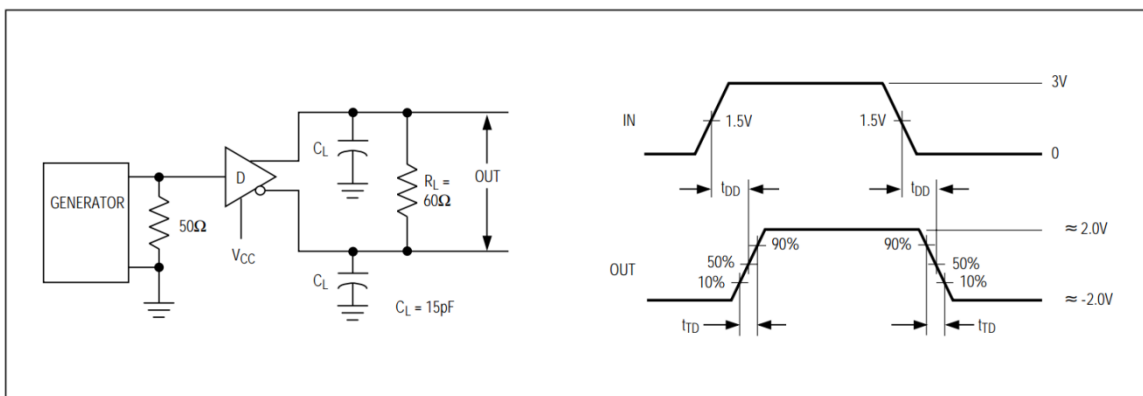 GENERATOR
50Ω
D
VCC
CL
CL
RL =
60Ω
OUT
CL = 15pF
IN
1.5V
1.5V
3V
0
tDD
tDD
OUT
90%
50%
10%
90%
50%
10%
≈ 2.0V
≈ -2.0V
tTD
tTD